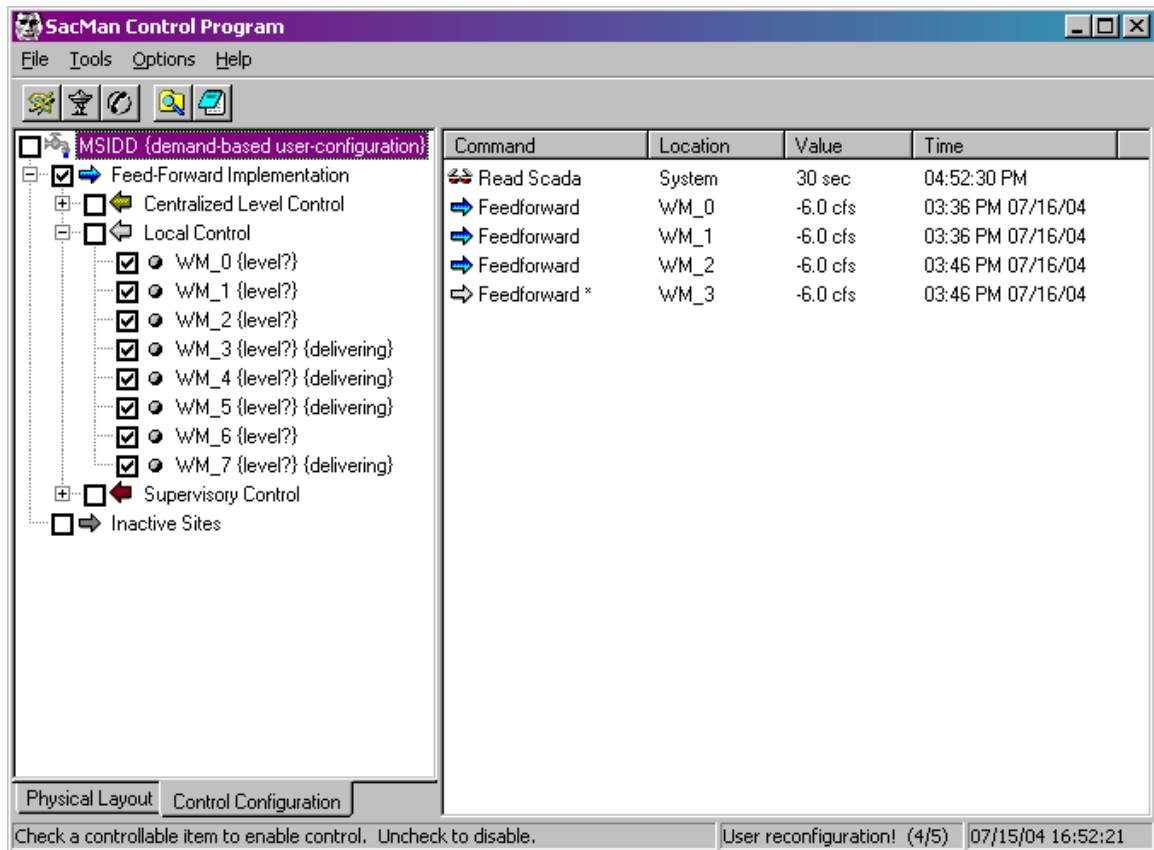 SacMan Control Program
File Tools Options Help
MSIDD {demand-based user-configuration}
Feed-Forward Implementation
Centralized Level Control
Local Control
WM_0 {level?}
WM_1 {level?}
WM_2 {level?}
WM_3 {level?} {delivering}
WM_4 {level?} {delivering}
WM_5 {level?} {delivering}
WM_6 {level?}
WM_7 {level?} {delivering}
Supervisory Control
Inactive Sites
Physical Layout Control Configuration
Command Location Value Time
Read Scada System 30 sec 04:52:30 PM
Feedforward WM_0 -6.0 cfs 03:36 PM 07/16/04
Feedforward WM_1 -6.0 cfs 03:36 PM 07/16/04
Feedforward WM_2 -6.0 cfs 03:46 PM 07/16/04
Feedforward * WM_3 -6.0 cfs 03:46 PM 07/16/04
Check a controllable item to enable control. Uncheck to disable. User reconfiguration! (4/5) 07/15/04 16:52:21